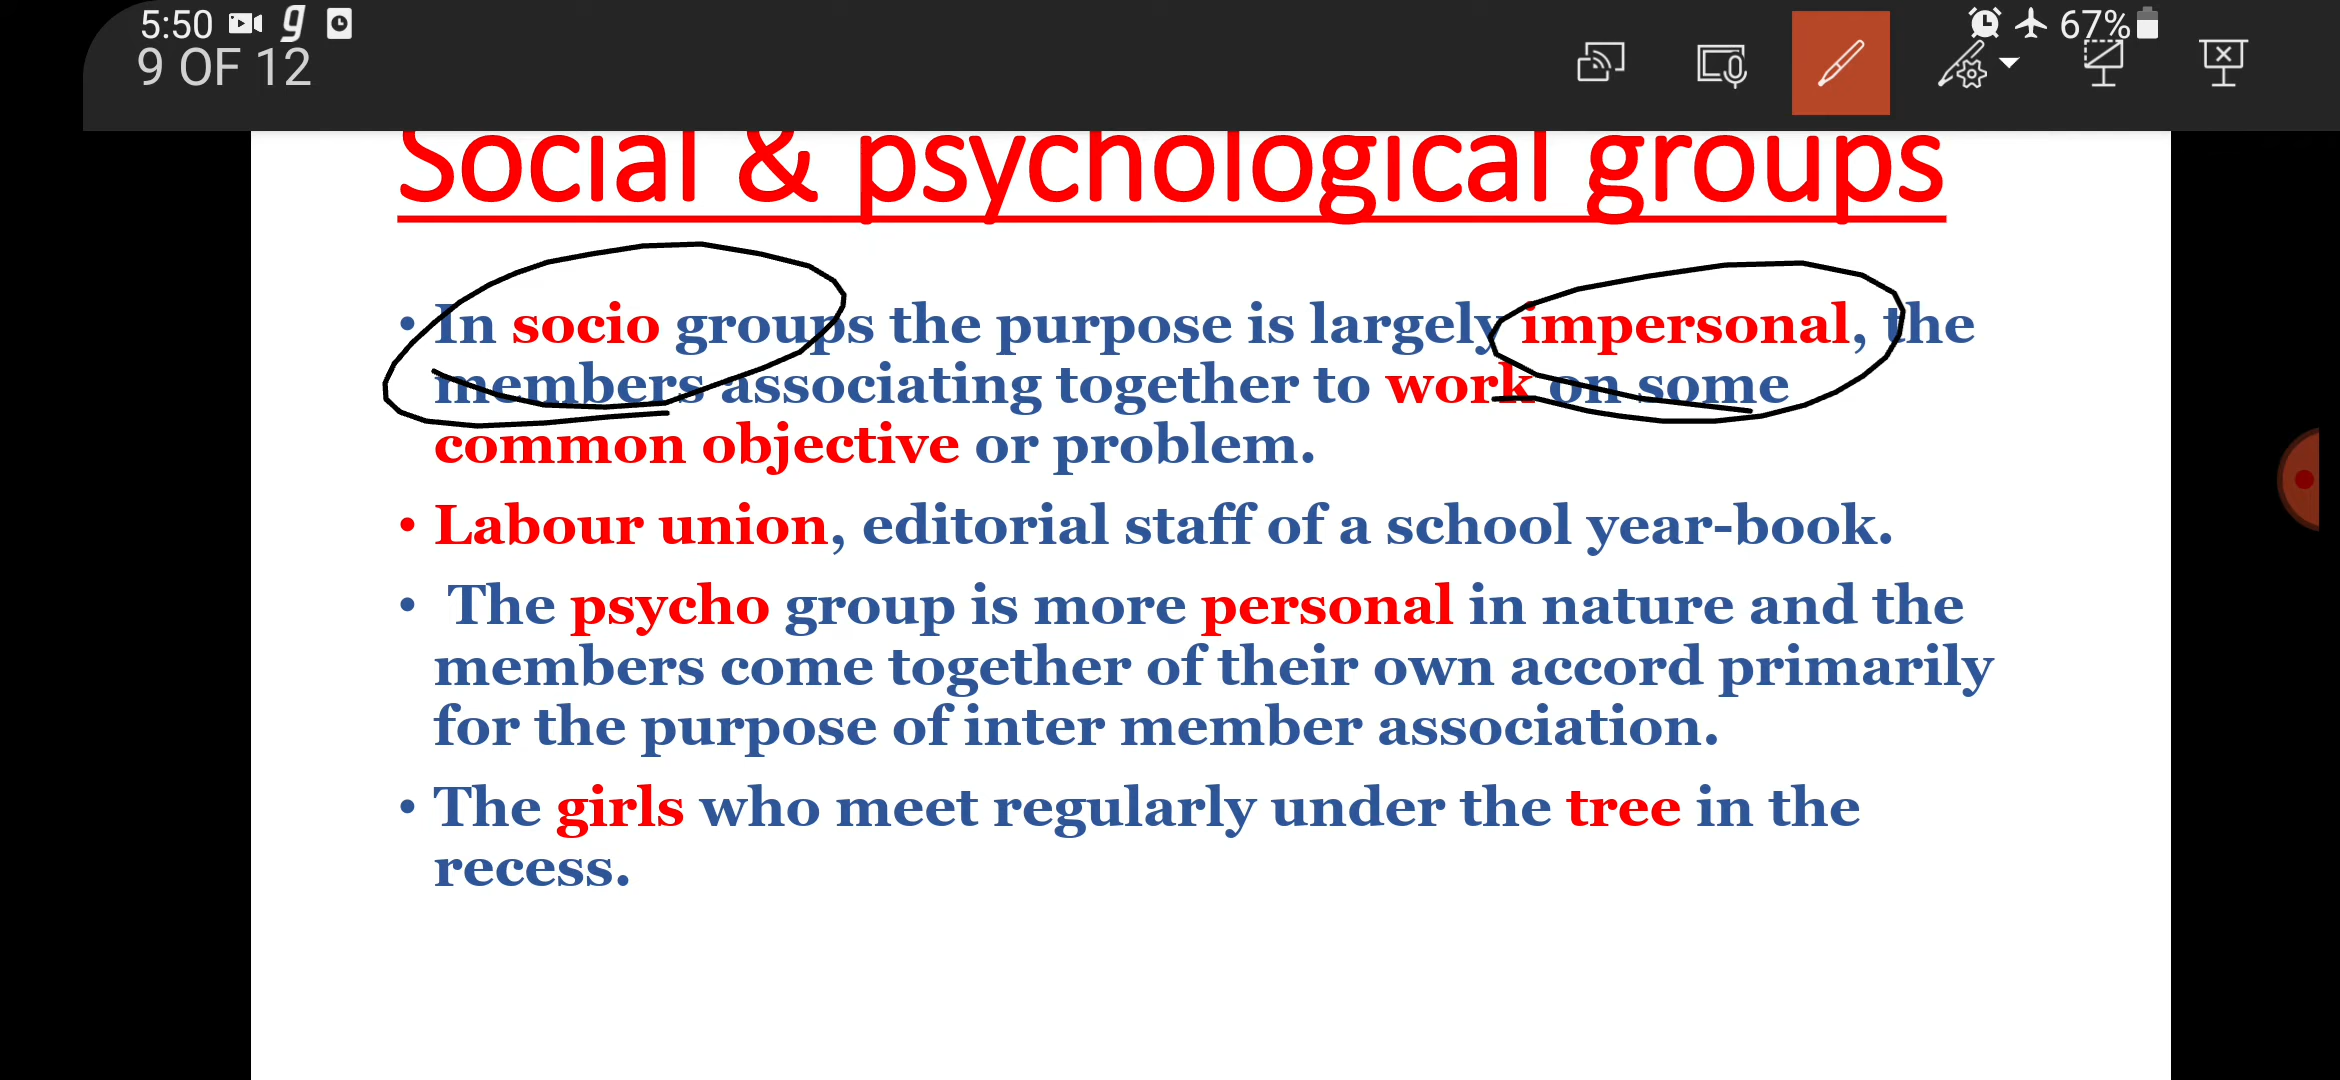 5:50
67%
9 OF 12
Social & psychological groups
• In socio groups the purpose is largely impersonal, the
members associating together to work on some
common objective or problem.
• Labour union, editorial staff of a school year-book.
• The psycho group is more personal in nature and the
members come together of their own accord primarily
for the purpose of inter member association.
• The girls who meet regularly under the tree in the
recess.